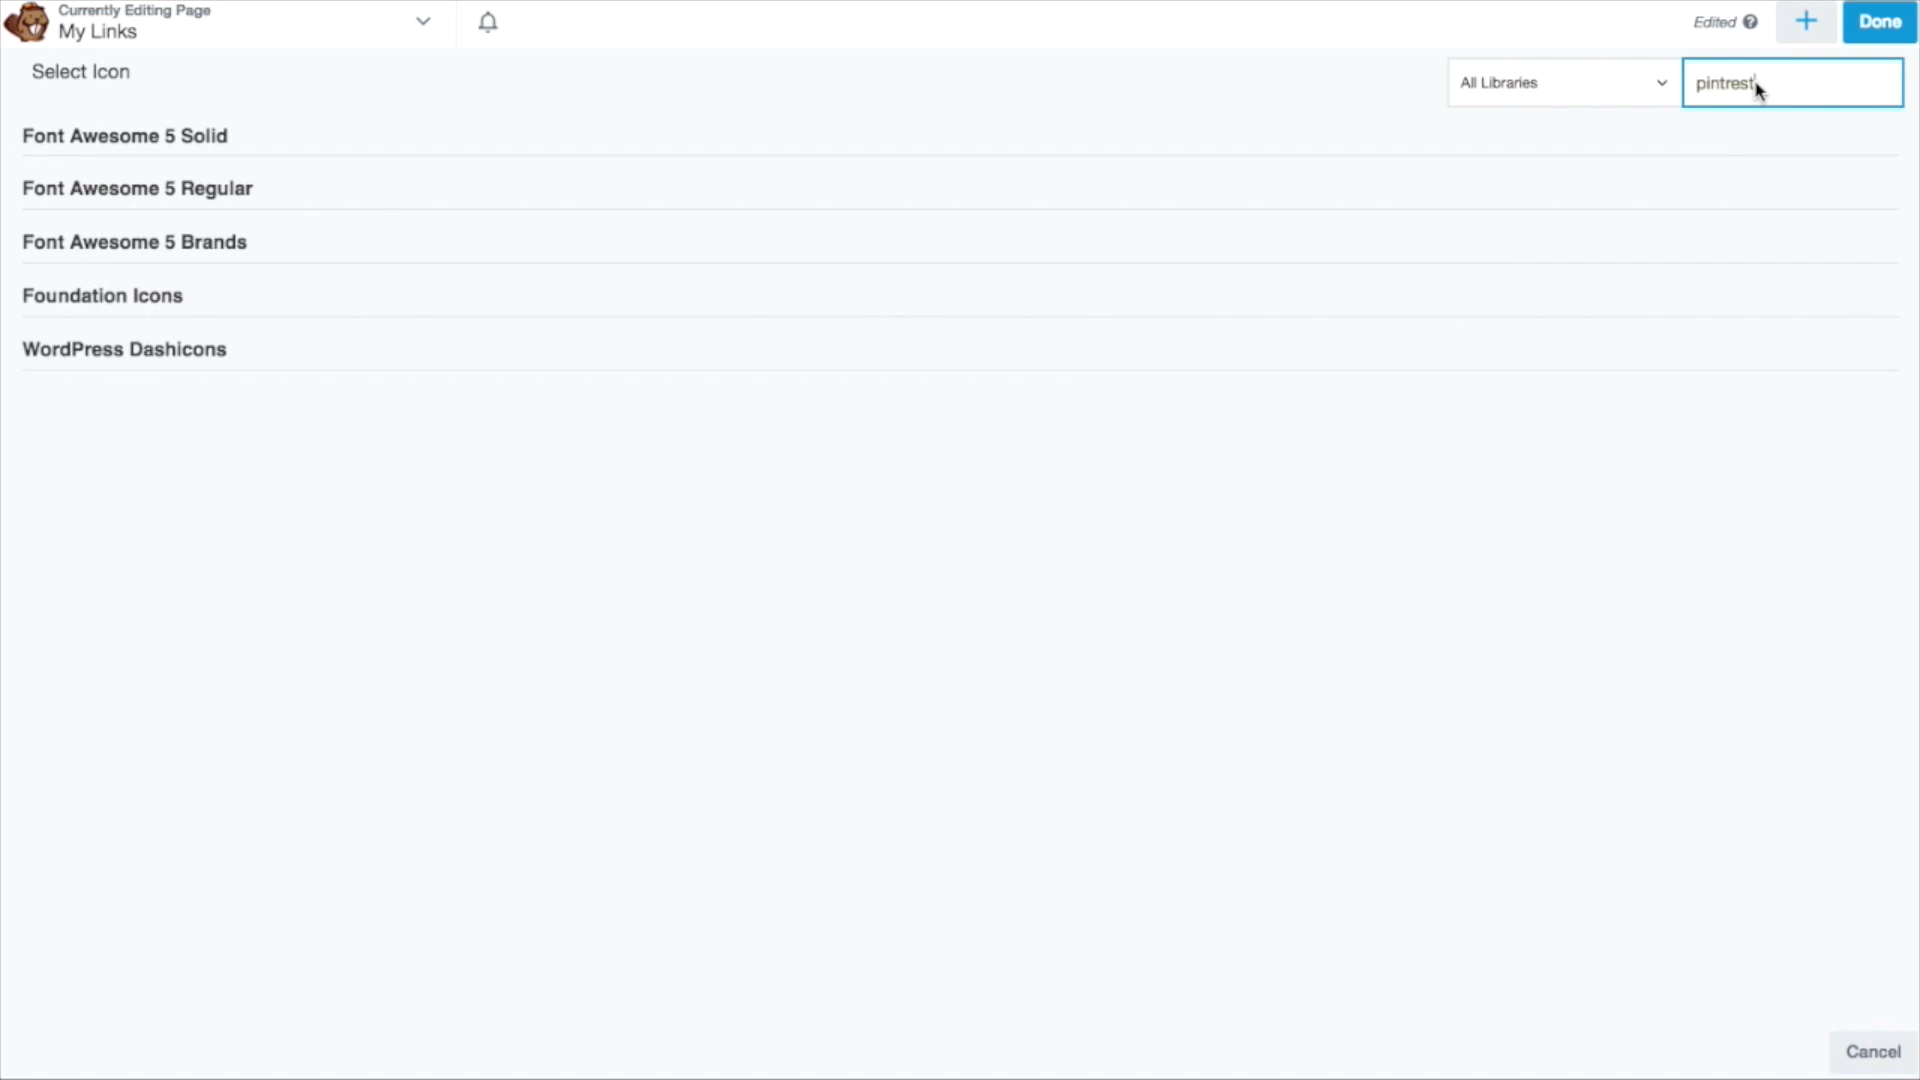 Currently Editing Page
My Links
Edited
Done
Select Icon
All Libraries
pintrest
Font Awesome 5 Solid
Font Awesome 5 Regular
Font Awesome 5 Brands
Foundation Icons
WordPress Dashicons
Cancel